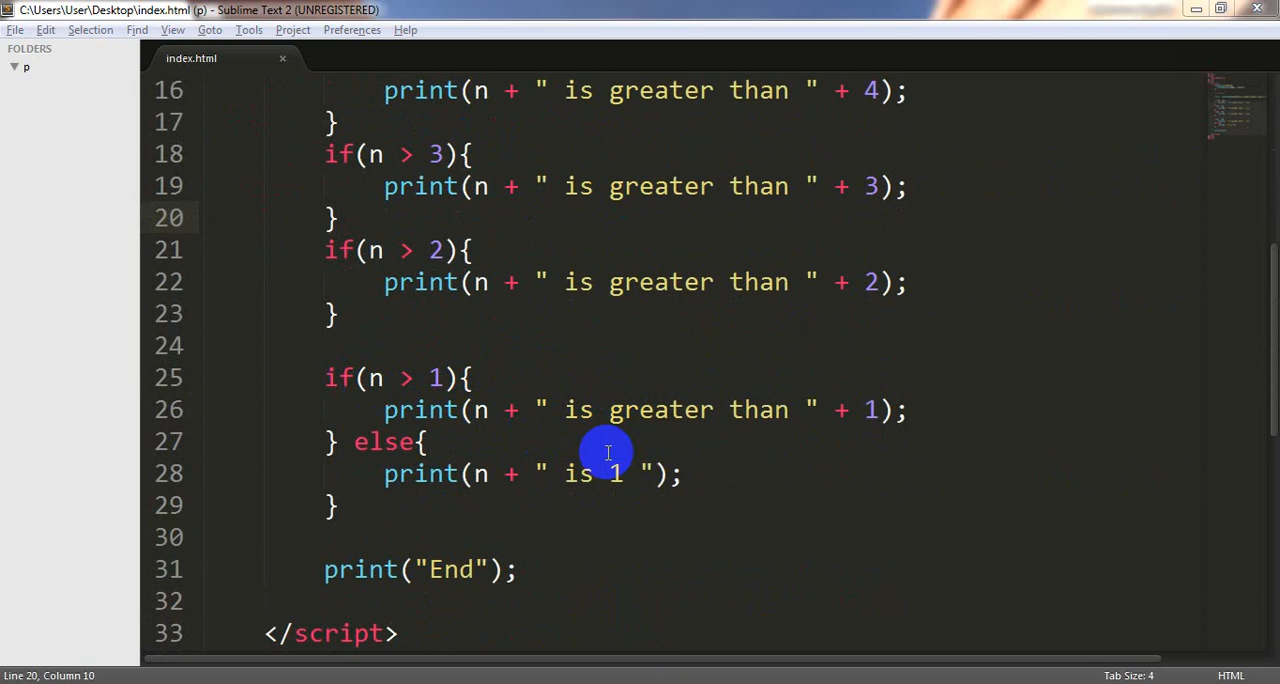 C:\Users\User\Desktop\index.html (p) - Sublime Text 2 (UNREGISTERED)
File Edit Selection Find View Goto Tools Project Preferences Help
FOLDERS
p
index.html
16 print(n + " is greater than " + 4);
17 }
18 if(n > 3){
19 print(n + " is greater than " + 3);
20 }
21 if(n > 2){
22 print(n + " is greater than " + 2);
23 }
24
25 if(n > 1){
26 print(n + " is greater than " + 1);
27 } else{
28 print(n + " is 1 ");
29 }
30
31 print("End");
32
33 </script>
Line 20, Column 10
Tab Size: 4
HTML